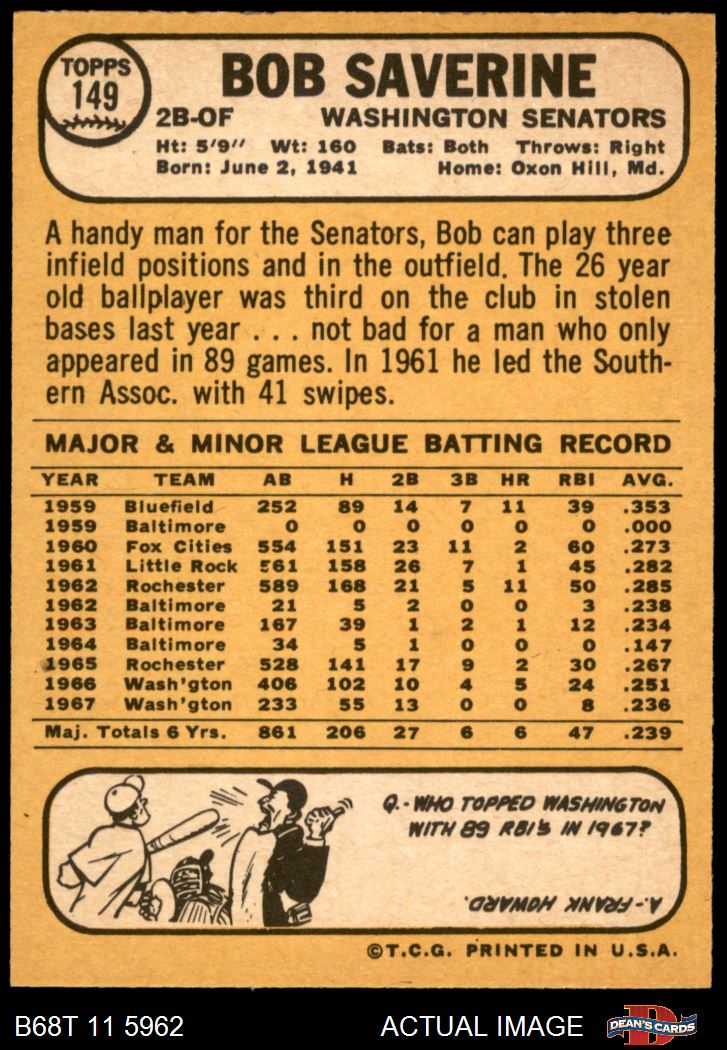 TOPPS
149
BOB SAVERINE
2B-OF WASHINGTON SENATORS
Ht: 5'9" Wt: 160 Bats: Both Throws: Right
Born: June 2, 1941 Home: Oxon Hill, Md.
A handy man for the Senators, Bob can play three
infield positions and in the outfield. The 26 year
old ballplayer was third on the club in stolen
bases last year . . . not bad for a man who only
appeared in 89 games. In 1961 he led the South-
ern Assoc. with 41 swipes.
MAJOR & MINOR LEAGUE BATTING RECORD
YEAR TEAM AB H 2B 3B HR RBI AVG.
1959 Bluefield 252 89 14 7 11 39 .353
1959 Baltimore 0 0 0 0 0 0 .000
1960 Fox Cities 554 151 23 11 2 60 .273
1961 Little Rock 561 158 26 7 1 45 .282
1962 Rochester 589 168 21 5 11 50 .285
1962 Baltimore 21 5 2 0 0 3 .238
1963 Baltimore 167 39 1 2 1 12 .234
1964 Baltimore 34 5 1 0 0 0 .147
1965 Rochester 528 141 17 9 2 30 .267
1966 Wash'gton 406 102 10 4 5 24 .251
1967 Wash'gton 233 55 13 0 0 8 .236
Maj. Totals 6 Yrs. 861 206 27 6 6 47 .239
Q.-WHO TOPPED WASHINGTON
WITH 89 RBI'S IN 1967?
A.-FRANK HOWARD.
©T.C.G. PRINTED IN U.S.A.
B68T 11 5962 ACTUAL IMAGE DEAN'S CARDS